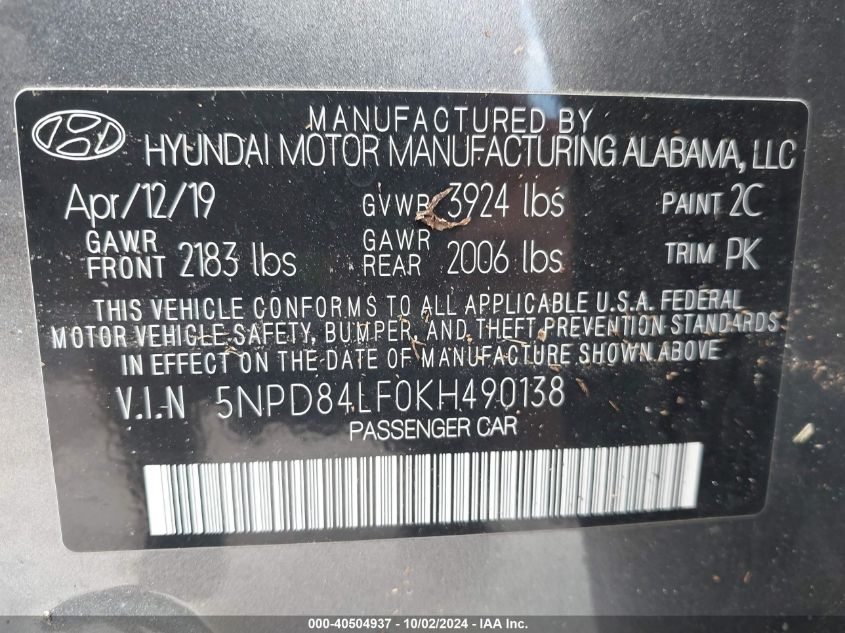 MANUFACTURED BY
HYUNDAI MOTOR MANUFACTURING ALABAMA, LLC
Apr/12/19 GVWR 3924 lbs PAINT 2C
GAWR FRONT 2183 lbs GAWR REAR 2006 lbs TRIM PK
THIS VEHICLE CONFORMS TO ALL APPLICABLE U.S.A. FEDERAL
MOTOR VEHICLE SAFETY, BUMPER, AND THEFT PREVENTION STANDARDS
IN EFFECT ON THE DATE OF MANUFACTURE SHOWN ABOVE
V.I.N 5NPD84LF0KH490138
PASSENGER CAR
000-40504937 - 10/02/2024 - IAA Inc.